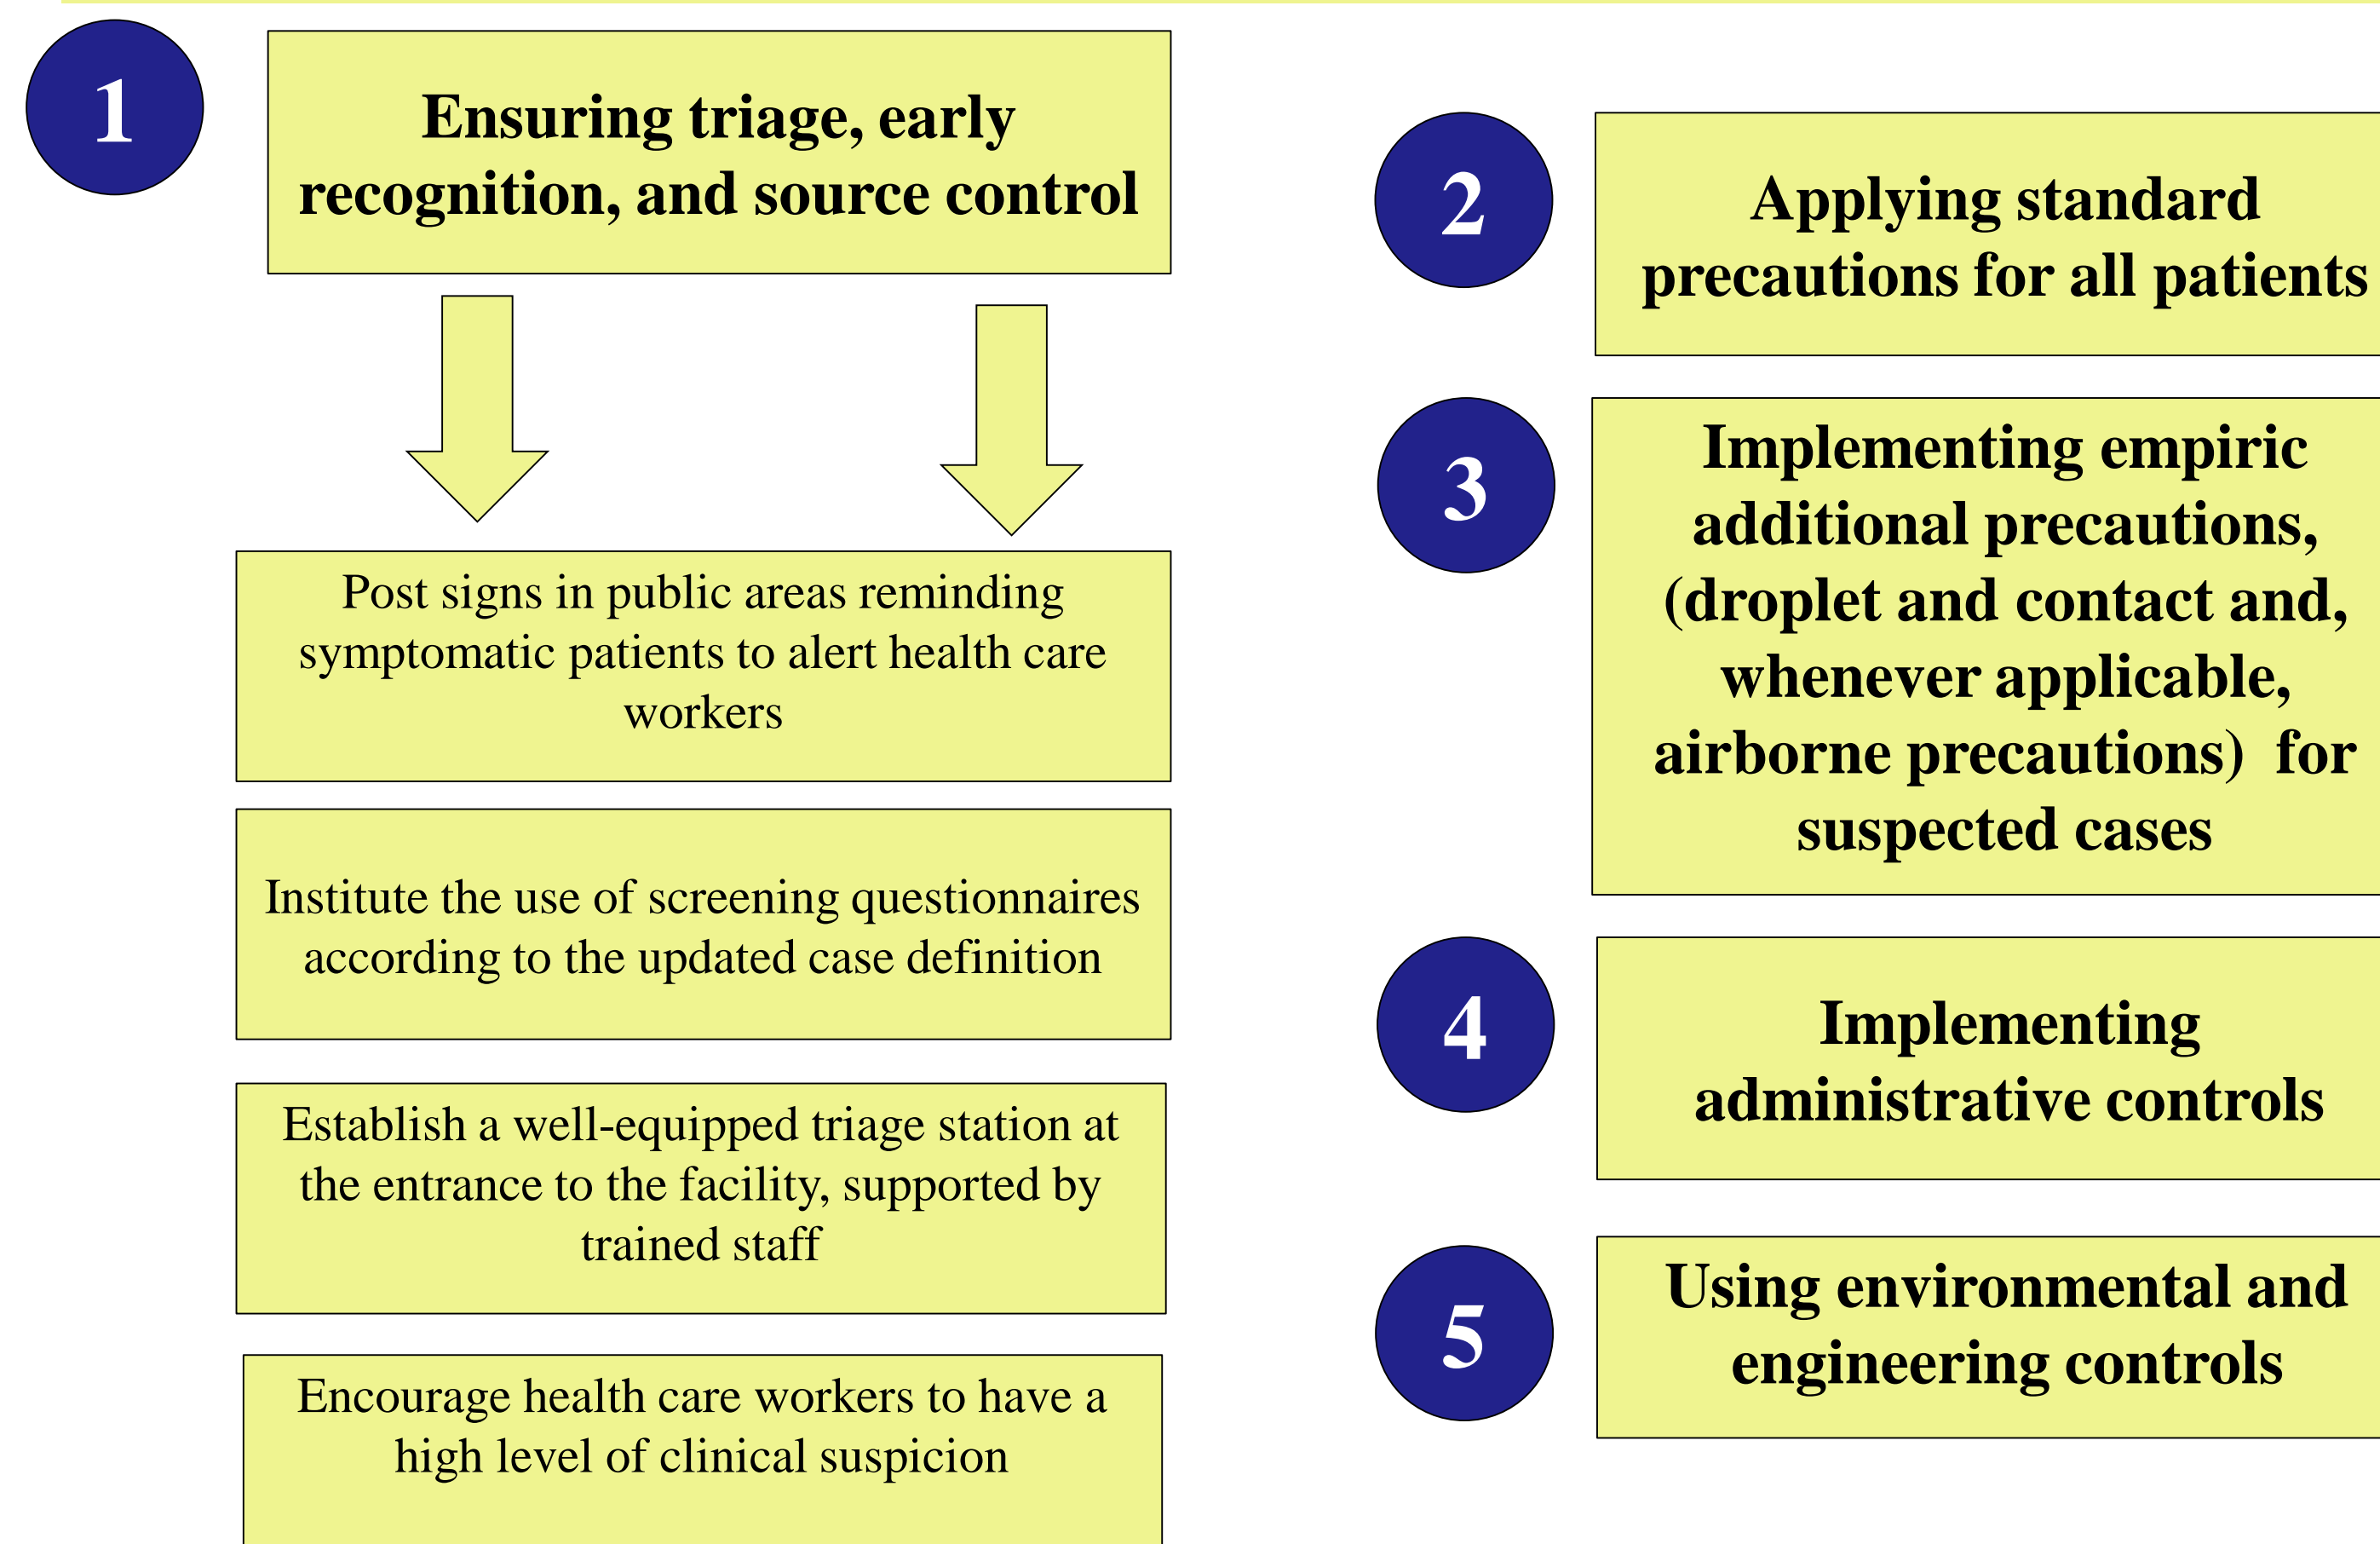 1
Ensuring triage, early
recognition, and source control
Post signs in public areas reminding
symptomatic patients to alert health care
workers
Institute the use of screening questionnaires
according to the updated case definition
Establish a well-equipped triage station at
the entrance to the facility, supported by
trained staff
Encourage health care workers to have a
high level of clinical suspicion
2
Applying standard
precautions for all patients
3
Implementing empiric
additional precautions,
(droplet and contact and,
whenever applicable,
airborne precautions)  for
suspected cases
4
Implementing
administrative controls
5
Using environmental and
engineering controls